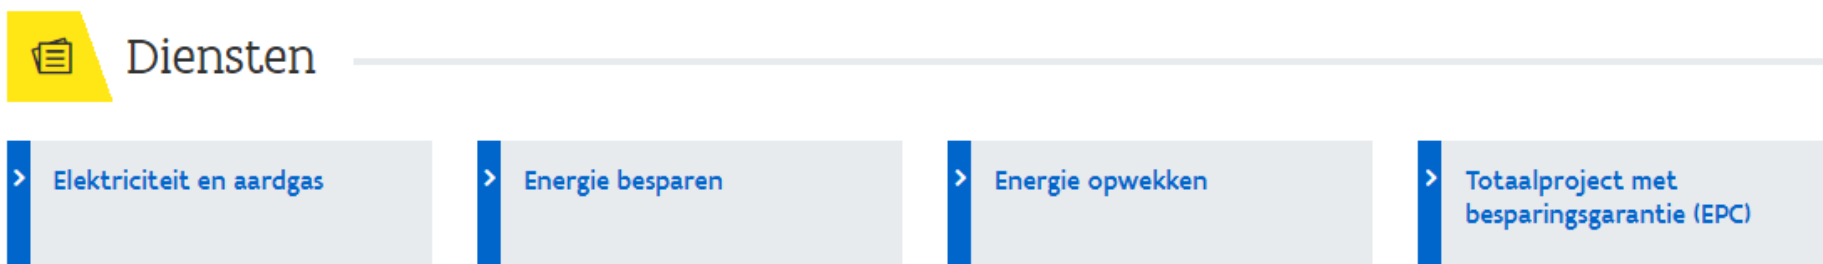 Diensten
Elektriciteit en aardgas
Energie besparen
Energie opwekken
Totaalproject met
besparingsgarantie (EPC)